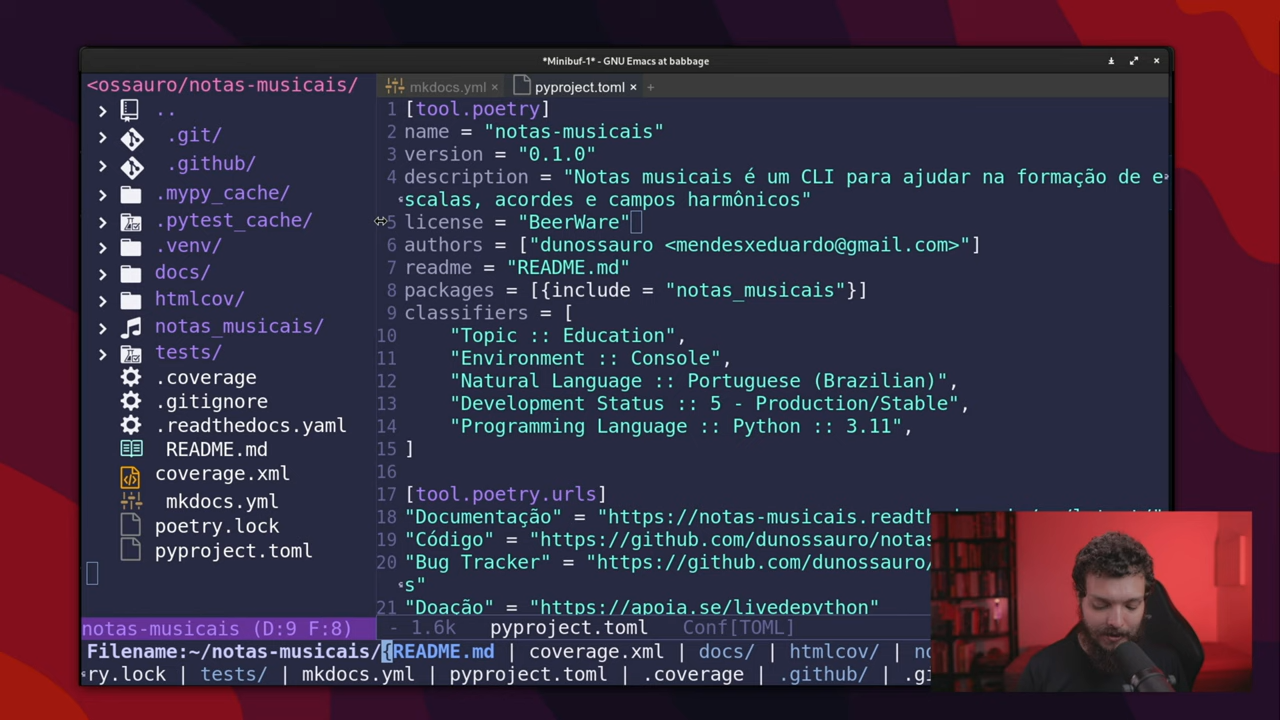 *Minibuf-1* - GNU Emacs at babbage
<ossauro/notas-musicais/
..
.git/
.github/
.mypy_cache/
.pytest_cache/
.venv/
docs/
htmlcov/
notas_musicais/
tests/
.coverage
.gitignore
.readthedocs.yaml
README.md
coverage.xml
mkdocs.yml
poetry.lock
pyproject.toml
notas-musicais (D:9 F:8)
mkdocs.yml × pyproject.toml × +
1 [tool.poetry]
2 name = "notas-musicais"
3 version = "0.1.0"
4 description = "Notas musicais é um CLI para ajudar na formação de e
scalas, acordes e campos harmônicos"
5 license = "BeerWare"
6 authors = ["dunossauro <mendesxeduardo@gmail.com>"]
7 readme = "README.md"
8 packages = [{include = "notas_musicais"}]
9 classifiers = [
10 "Topic :: Education",
11 "Environment :: Console",
12 "Natural Language :: Portuguese (Brazilian)",
13 "Development Status :: 5 - Production/Stable",
14 "Programming Language :: Python :: 3.11",
15 ]
16
17 [tool.poetry.urls]
18 "Documentação" = "https://notas-musicais.readth
19 "Código" = "https://github.com/dunossauro/notas
20 "Bug Tracker" = "https://github.com/dunossauro/
s"
21 "Doação" = "https://apoia.se/livedepython"
- 1.6k pyproject.toml Conf[TOML]
Filename:~/notas-musicais/{README.md | coverage.xml | docs/ | htmlcov/ | no
ry.lock | tests/ | mkdocs.yml | pyproject.toml | .coverage | .github/ | .gi